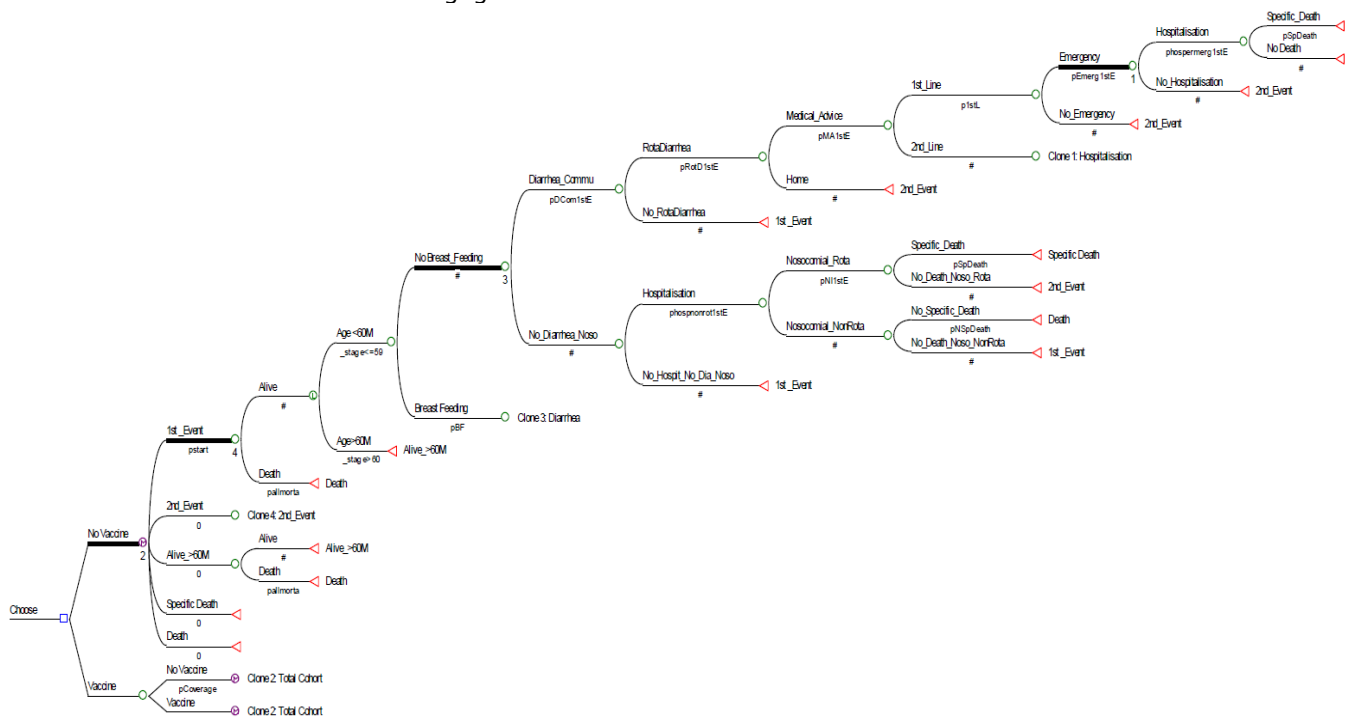 Specific_Death
pSpDeath
No Death
#
Hospitalisation
phospermerg1stE
No_Hospitalisation
#
2nd_Event
Emergency
pEmerg1stE
1
No_Emergency
#
2nd_Event
1st_Line
p1stL
2nd_Line
#
Clone 1: Hospitalisation
Medical_Advice
pMA1stE
Home
#
2nd_Event
RotaDiarrhea
pRotD1stE
No_RotaDiarrhea
#
1st_Event
Diarrhea_Commu
pDCom1stE
No Breast_Feeding
#
3
No_Diarrhea_Noso
#
Hospitalisation
phospnonrot1stE
No_Hospit_No_Dia_Noso
#
1st_Event
Nosocomial_Rota
pNI1stE
Nosocomial_NonRota
#
Specific_Death
pSpDeath
Specific Death
No_Death_Noso_Rota
#
2nd_Event
No_Specific_Death
pNSpDeath
Death
No_Death_Noso_NonRota
#
1st_Event
Age<60M
_stage<=59
Breast Feeding
pBF
Clone 3: Diarrhea
Alive
#
Age>60M
_stage>60
Alive_>60M
1st_Event
pstart
4
Death
pallmorta
Death
2nd_Event
0
Clone 4: 2nd_Event
No Vaccine
2
Alive_>60M
0
Alive
#
Alive_>60M
Death
pallmorta
Death
Specific Death
0
Death
0
Choose
Vaccine
No Vaccine
pCoverage
Clone 2: Total Cohort
Vaccine
Clone 2: Total Cohort